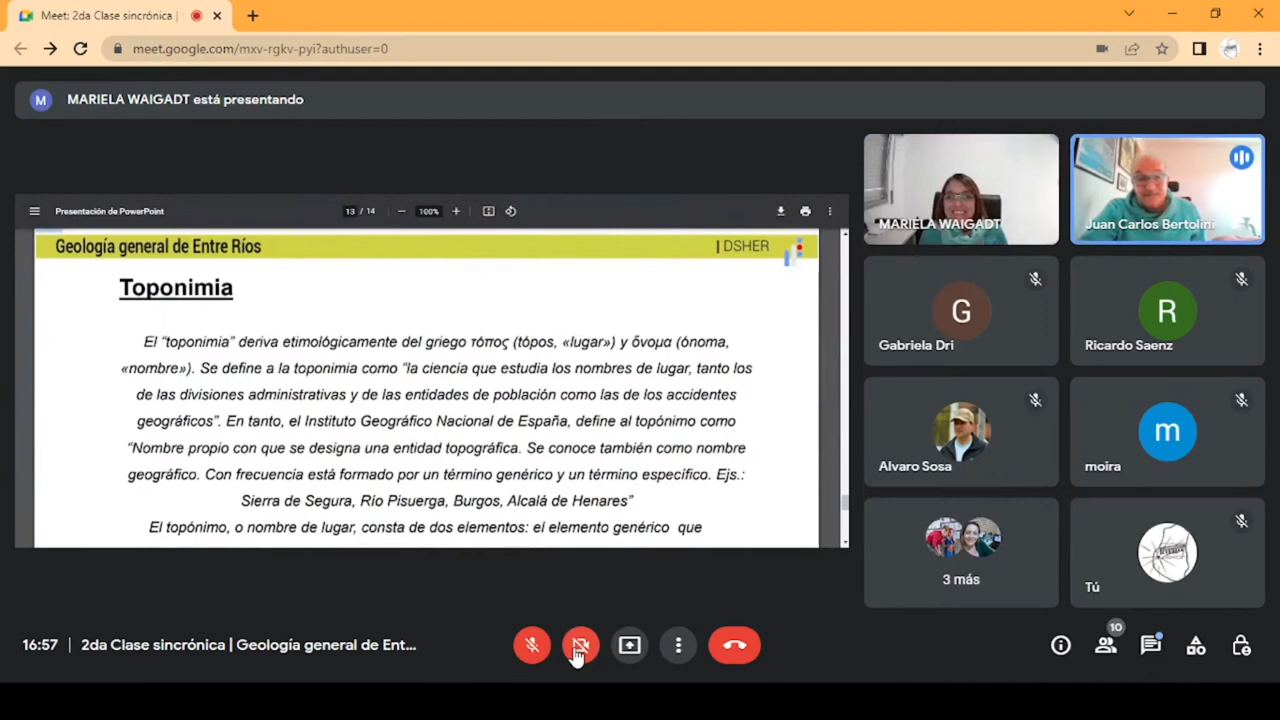 Meet: 2da Clase sincrónica |
meet.google.com/mxv-rgkv-pyi?authuser=0
M MARIELA WAIGADT está presentando
Presentación de PowerPoint 13 / 14 100%
Geología general de Entre Ríos | DSHER
Toponimia
El “toponimia” deriva etimológicamente del griego τόπος (tópos, «lugar») y ὄνομα (ónoma,
«nombre»). Se define a la toponimia como "la ciencia que estudia los nombres de lugar, tanto los
de las divisiones administrativas y de las entidades de población como las de los accidentes
geográficos”. En tanto, el Instituto Geográfico Nacional de España, define al topónimo como
“Nombre propio con que se designa una entidad topográfica. Se conoce también como nombre
geográfico. Con frecuencia está formado por un término genérico y un término específico. Ejs.:
Sierra de Segura, Río Pisuerga, Burgos, Alcalá de Henares”
El topónimo, o nombre de lugar, consta de dos elementos: el elemento genérico que
MARIELA WAIGADT
Juan Carlos Bertolini
G
Gabriela Dri
R
Ricardo Saenz
Alvaro Sosa
m
moira
3 más
Tú
16:57 | 2da Clase sincrónica | Geología general de Ent...
10